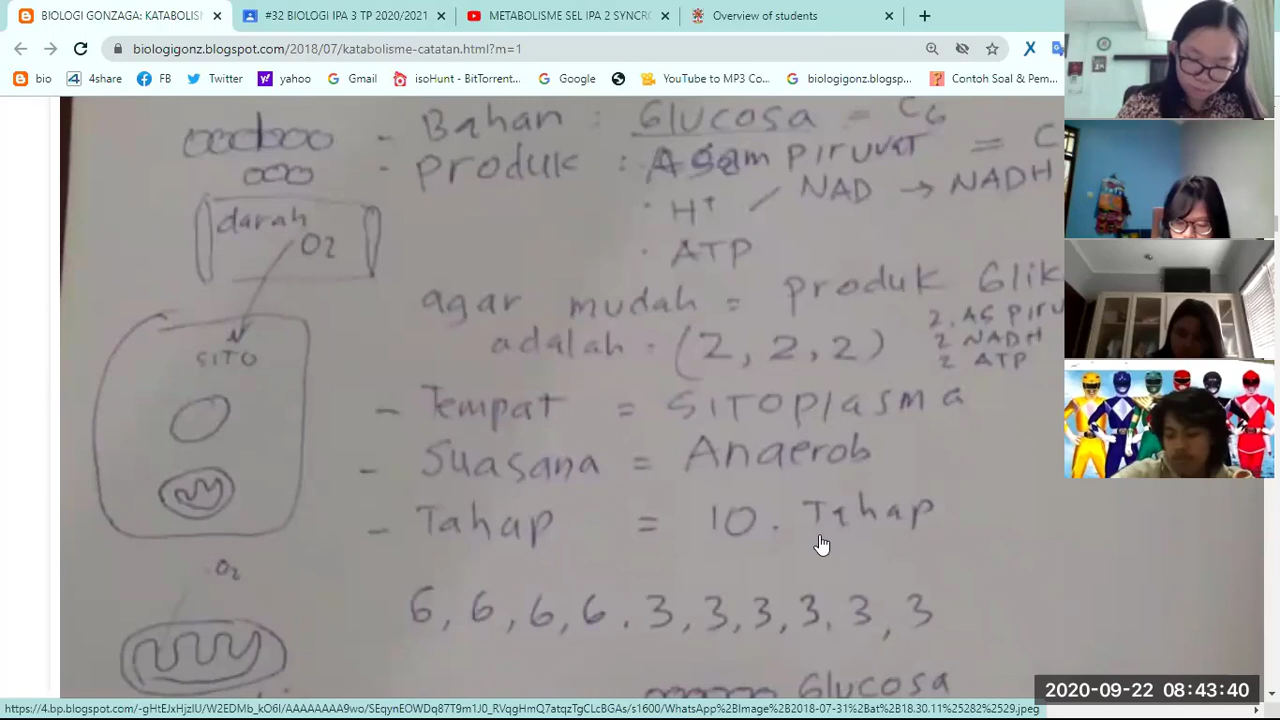 BIOLOGI GONZAGA: KATABOLISM
#32 BIOLOGI IPA 3 TP 2020/2021
METABOLISME SEL IPA 2 SYNCRO
Overview of students
biologigonz.blogspot.com/2018/07/katabolisme-catatan.html?m=1
bio
4share
FB
Twitter
yahoo
Gmail
isoHunt - BitTorrent...
Google
YouTube to MP3 Co...
biologigonz.blogsp...
Contoh Soal & Pem...
- Bahan : Glucosa = C6
- Produk : Asam Piruvat = C
• H+ / NAD → NADH
• ATP
darah
O2
SITO
agar mudah = produk Glik
adalah : (2, 2, 2)
2. AS PIRU
2 NADH
2 ATP
- Tempat = SITOPlasma
- Suasana = Anaerob
- Tahap = 10. Tahap
O2
6, 6, 6, 6. 3, 3, 3, 3, 3, 3
Glucosa
2020-09-22 08:43:40